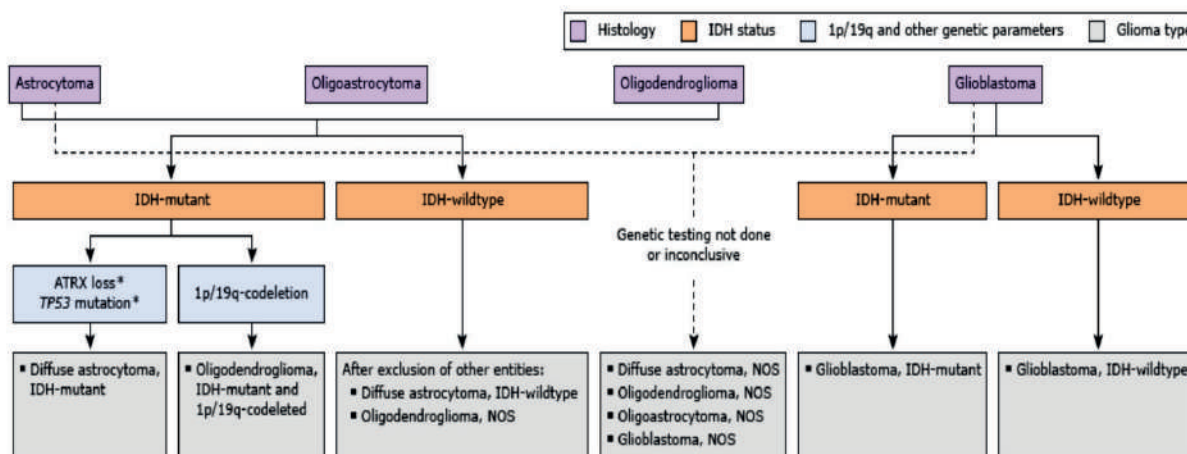 Histology
IDH status
1p/19q and other genetic parameters
Glioma type
Astrocytoma
Oligoastrocytoma
Oligodendroglioma
Glioblastoma
IDH-mutant
IDH-wildtype
IDH-mutant
IDH-wildtype
Genetic testing not done
or inconclusive
ATRX loss*
TP53 mutation*
1p/19q-codeletion
▪ Diffuse astrocytoma,
IDH-mutant
▪ Oligodendroglioma,
IDH-mutant and
1p/19q-codeleted
After exclusion of other entities:
▪ Diffuse astrocytoma, IDH-wildtype
▪ Oligodendroglioma, NOS
▪ Diffuse astrocytoma, NOS
▪ Oligodendroglioma, NOS
▪ Oligoastrocytoma, NOS
▪ Glioblastoma, NOS
▪ Glioblastoma, IDH-mutant
▪ Glioblastoma, IDH-wildtype